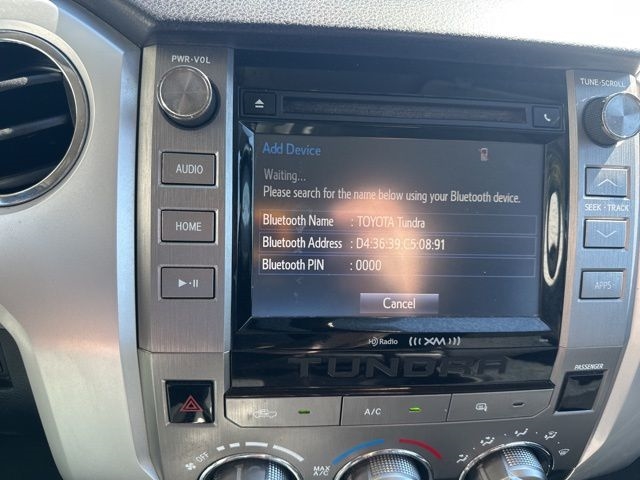 PWR·VOL
TUNE·SCROLL
Add Device
Waiting...
Please search for the name below using your Bluetooth device.
Bluetooth Name : TOYOTA Tundra
Bluetooth Address : D4:36:39:C5:08:91
Bluetooth PIN : 0000
Cancel
AUDIO
HOME
SEEK·TRACK
APPS
HD Radio
((((XM))))
TUNDRA
PASSENGER
A/C
OFF
MAX A/C